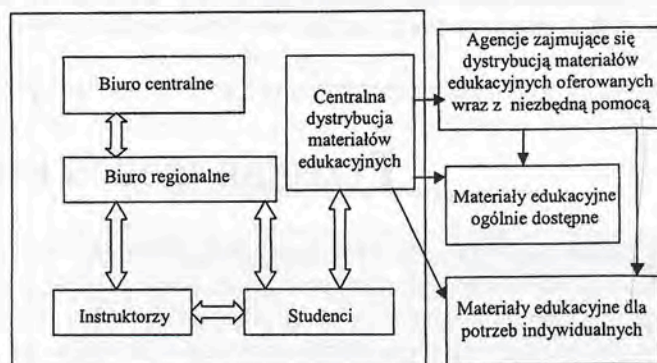 Biuro centralne
Biuro regionalne
Instruktorzy
Studenci
Centralna
dystrybucja
materiałów
edukacyjnych
Agencje zajmujące się
dystrybucją materiałów
edukacyjnych oferowanych
wraz z niezbędną pomocą
Materiały edukacyjne
ogólnie dostępne
Materiały edukacyjne dla
potrzeb indywidualnych